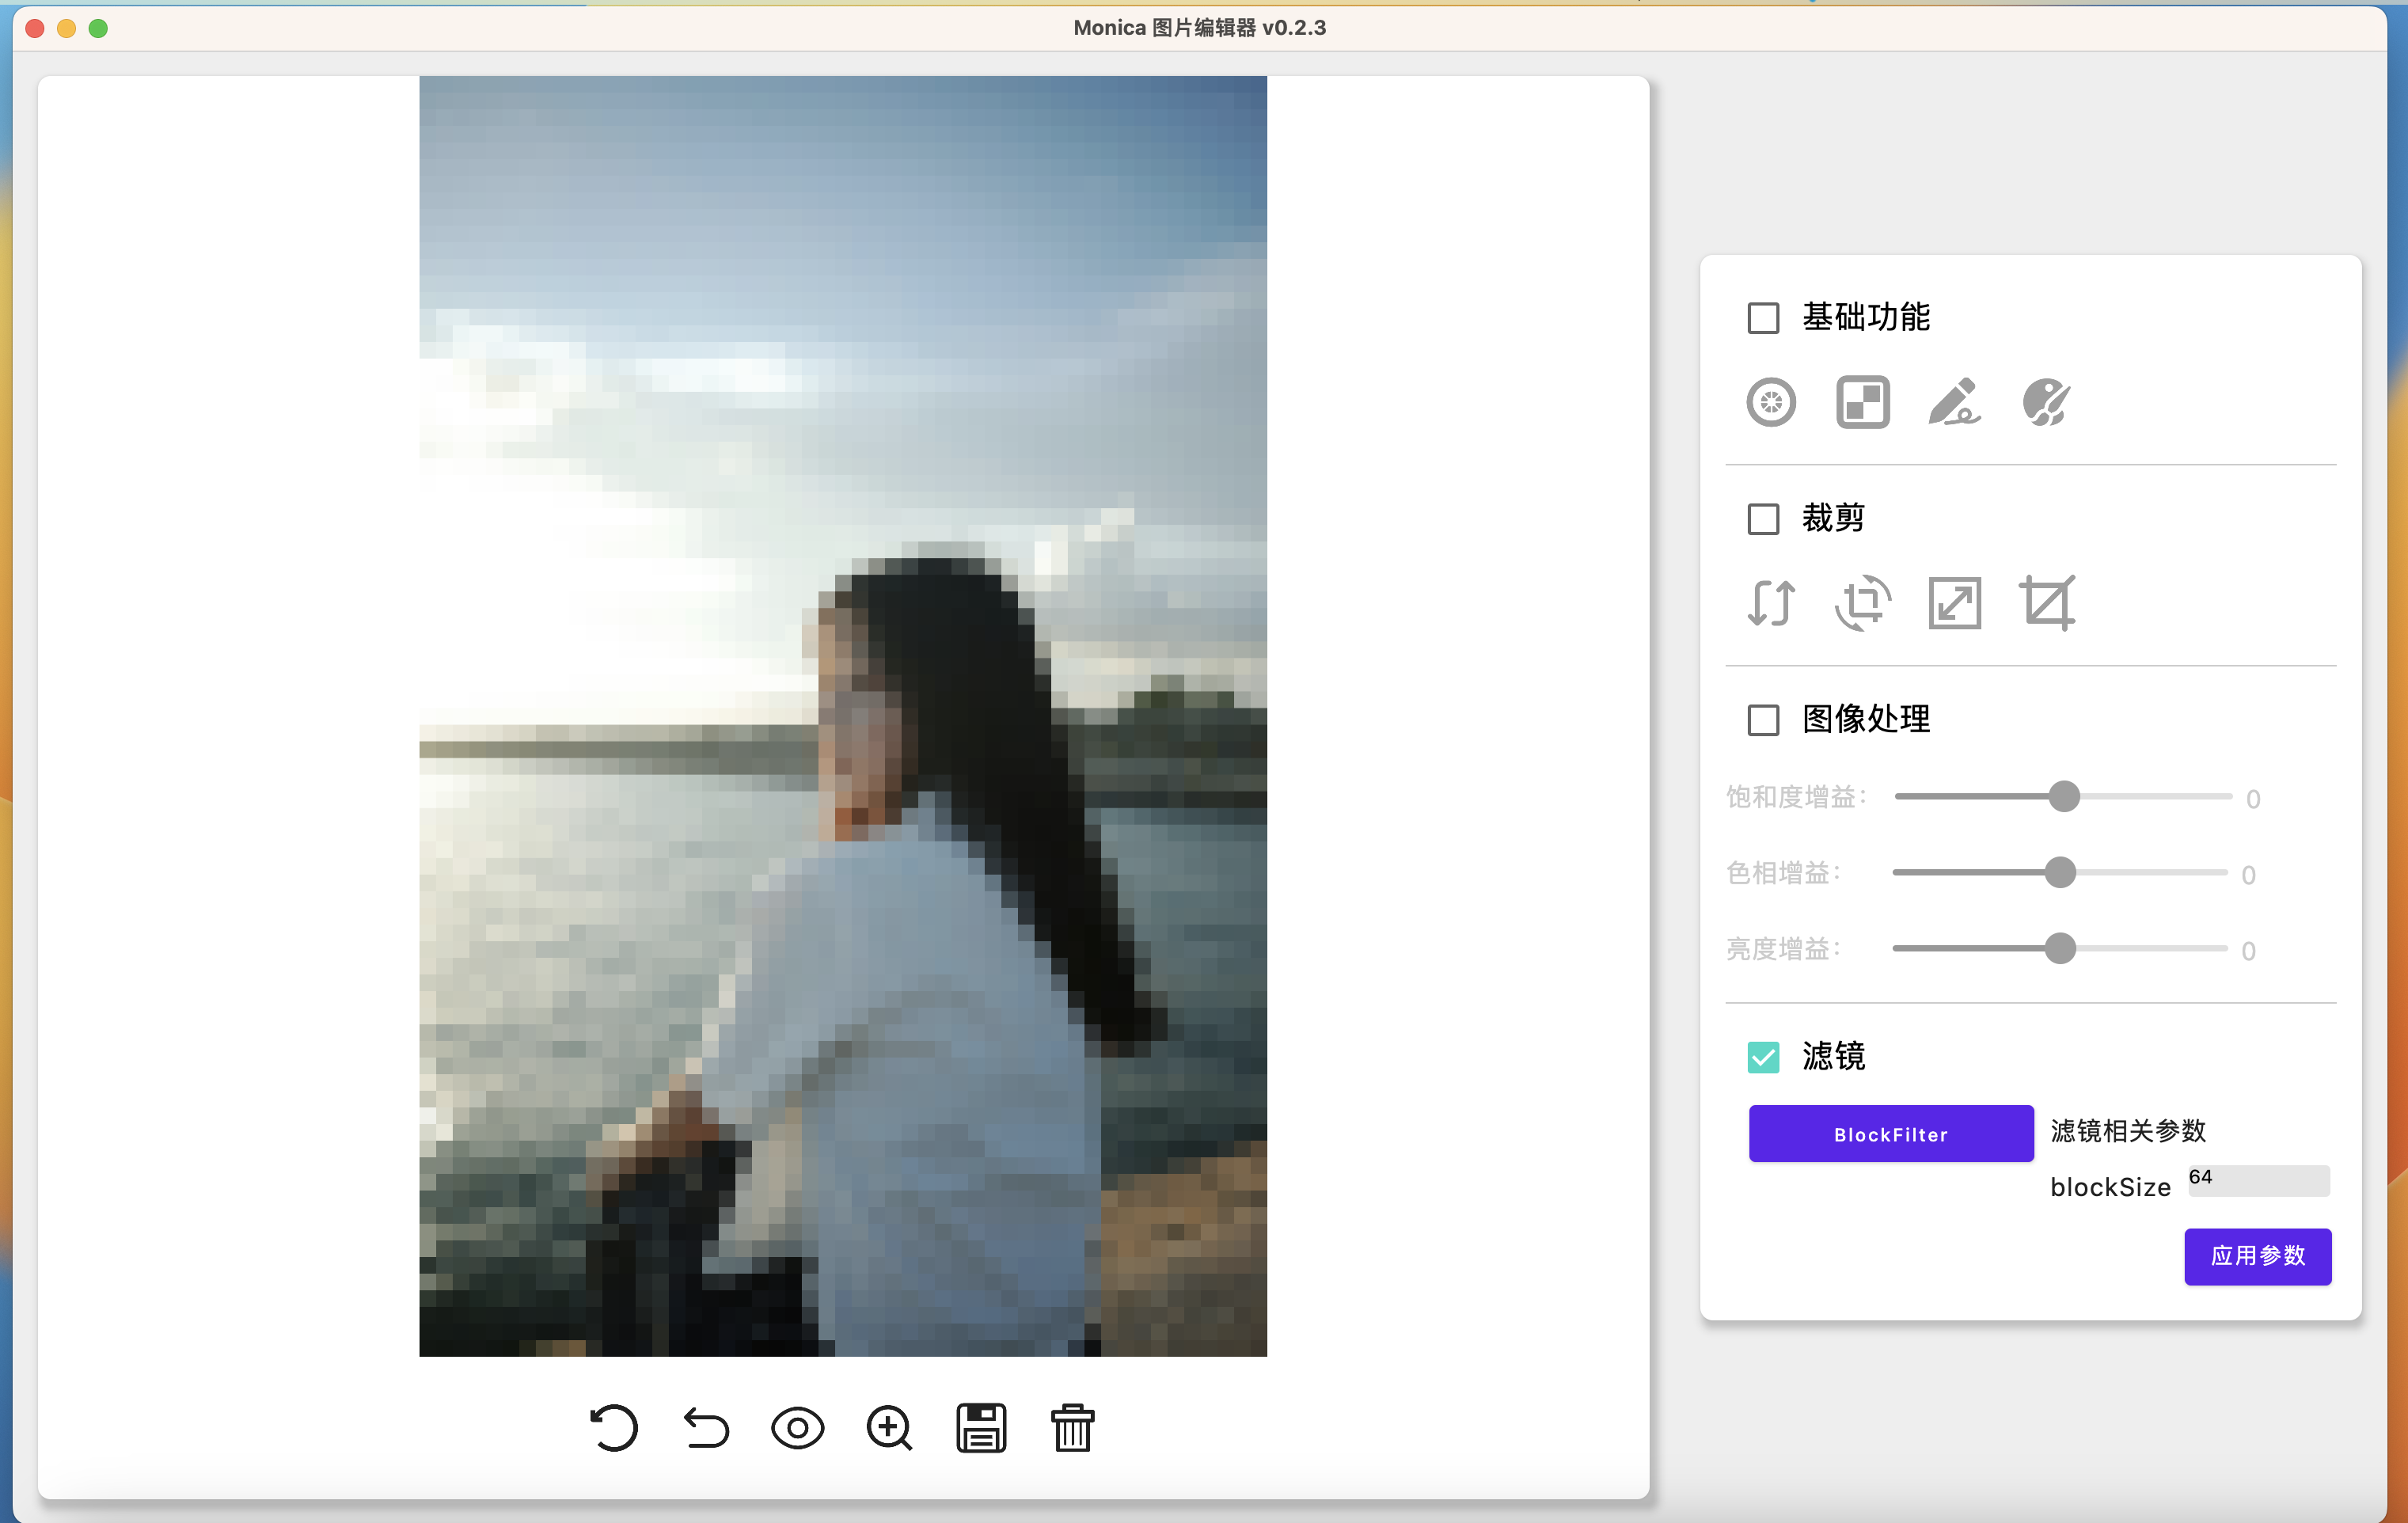 Monica 图片编辑器 v0.2.3
基础功能
裁剪
图像处理
饱和度增益： 0
色相增益： 0
亮度增益： 0
滤镜
BlockFilter 滤镜相关参数
blockSize 64
应用参数